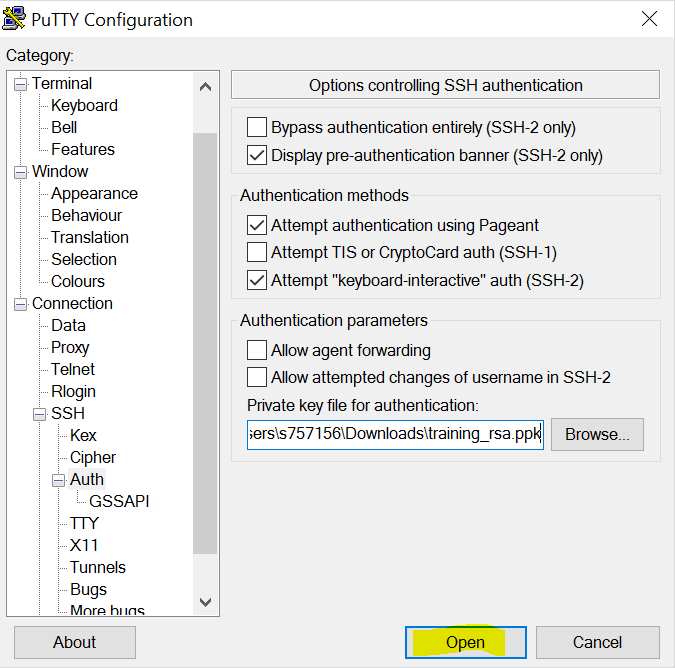 PuTTY Configuration
Category:
Terminal
Keyboard
Bell
Features
Window
Appearance
Behaviour
Translation
Selection
Colours
Connection
Data
Proxy
Telnet
Rlogin
SSH
Kex
Cipher
Auth
GSSAPI
TTY
X11
Tunnels
Bugs
More bugs
Options controlling SSH authentication
Bypass authentication entirely (SSH-2 only)
Display pre-authentication banner (SSH-2 only)
Authentication methods
Attempt authentication using Pageant
Attempt TIS or CryptoCard auth (SSH-1)
Attempt "keyboard-interactive" auth (SSH-2)
Authentication parameters
Allow agent forwarding
Allow attempted changes of username in SSH-2
Private key file for authentication:
sers\s757156\Downloads\training_rsa.ppk
Browse...
About
Open
Cancel